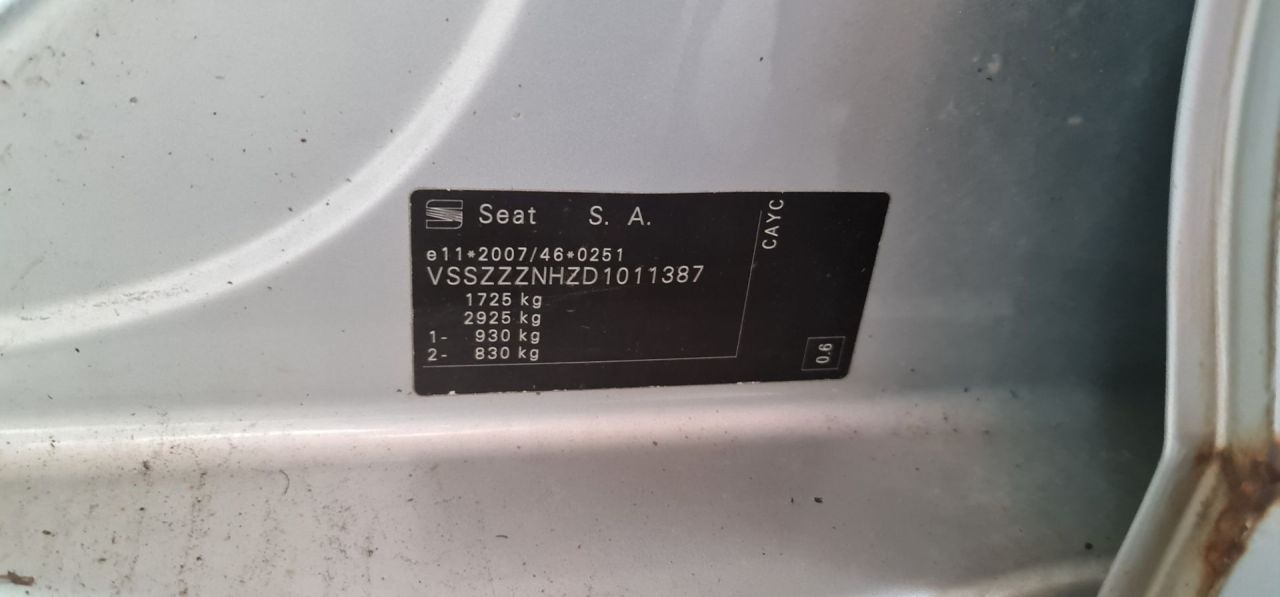 Seat S. A.
e11*2007/46*0251
VSSZZZNHZD1011387
1725 kg
2925 kg
1- 930 kg
2- 830 kg
CAYC
0.6